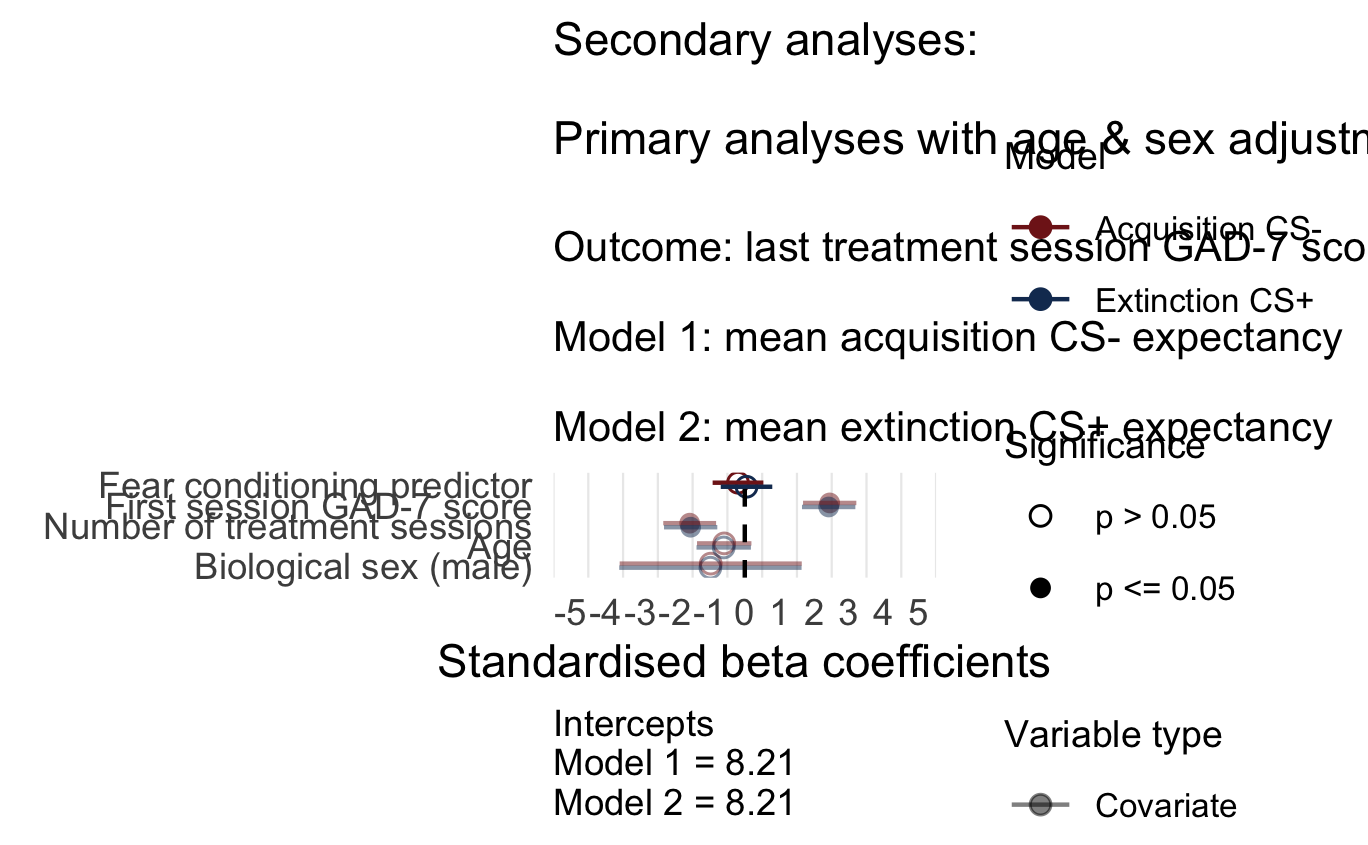 Secondary analyses:
Primary analyses with age & sex adjustm
Model
Outcome: last treatment session GAD-7 sco
Acquisition CS-
Extinction CS+
Model 1: mean acquisition CS- expectancy
Model 2: mean extinction CS+ expectancy
Significance
p > 0.05
p <= 0.05
Fear conditioning predictor
First session GAD-7 score
Number of treatment sessions
Age
Biological sex (male)
-5 -4 -3 -2 -1 0 1 2 3 4 5
Standardised beta coefficients
Intercepts
Model 1 = 8.21
Model 2 = 8.21
Variable type
Covariate